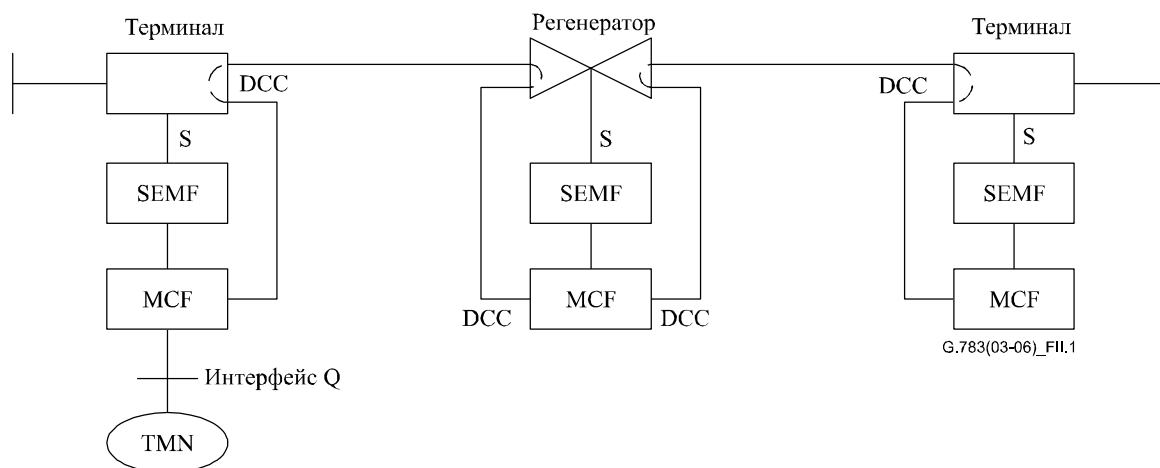 Терминал
Регенератор
Терминал
DCC
DCC
S
S
S
SEMF
SEMF
SEMF
MCF
MCF
MCF
DCC
DCC
G.783(03-06)_FII.1
Интерфейс Q
TMN